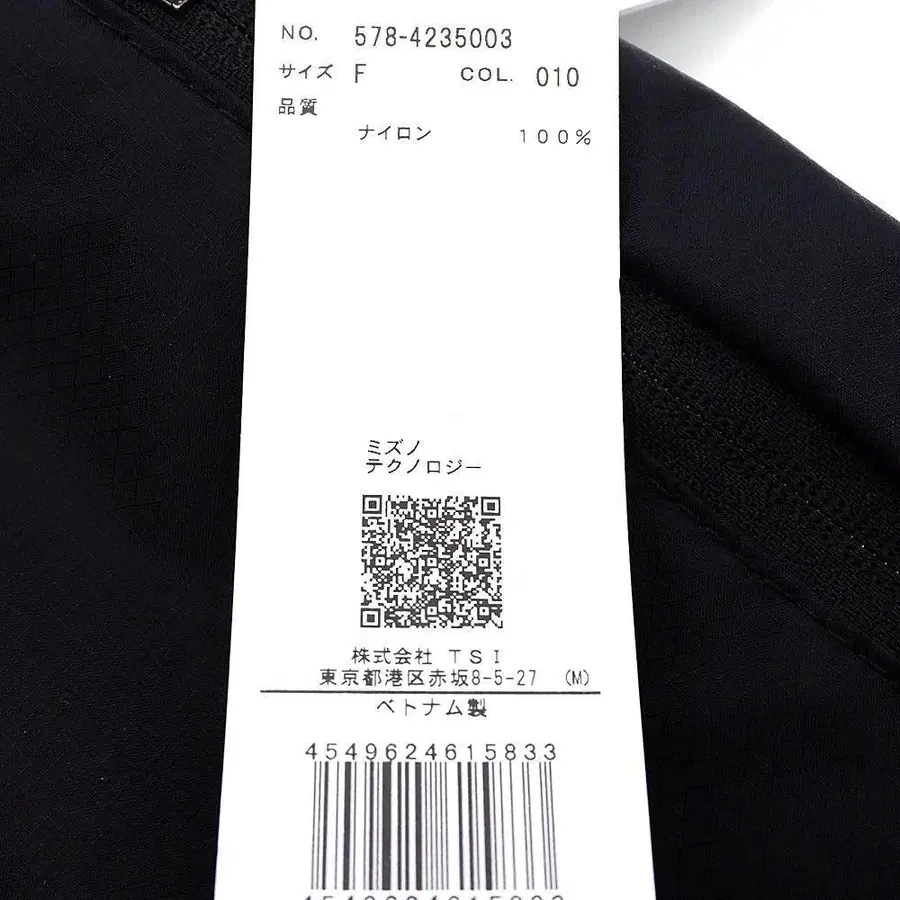 NO. 578-4235003
サイズ F COL. 010
品質
ナイロン 100%
ミズノ
テクノロジー
株式会社 TSI
東京都港区赤坂8-5-27 (M)
ベトナム製
4549624615833
4549624615833